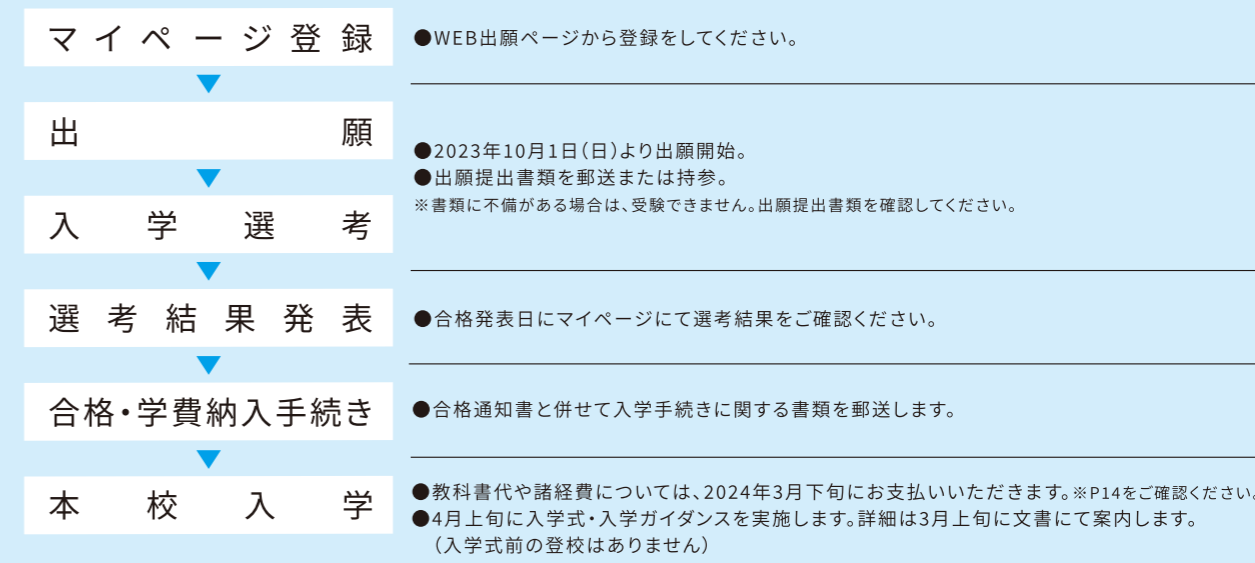 マイページ登録
●WEB出願ページから登録をしてください。
出願
●2023年10月1日(日)より出願開始。
●出願提出書類を郵送または持参。
※書類に不備がある場合は、受験できません。出願提出書類を確認してください。
入学選考
選考結果発表
●合格発表日にマイページにて選考結果をご確認ください。
合格・学費納入手続き
●合格通知書と併せて入学手続きに関する書類を郵送します。
本校入学
●教科書代や諸経費については、2024年3月下旬にお支払いいただきます。※P14をご確認ください。
●4月上旬に入学式・入学ガイダンスを実施します。詳細は3月上旬に文書にて案内します。
(入学式前の登校はありません)